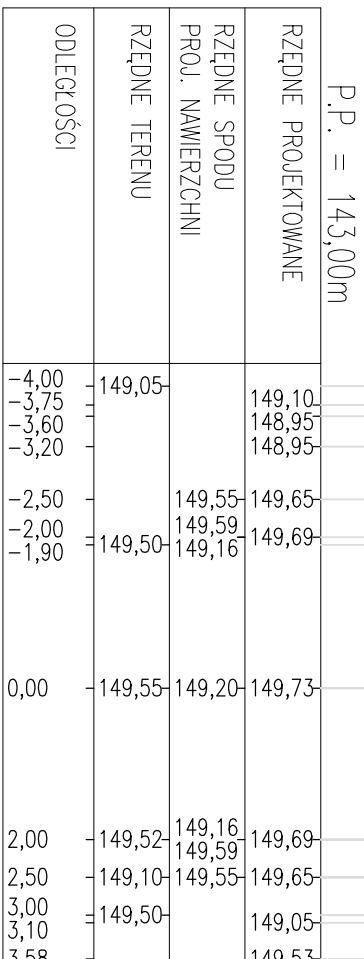 P.P. = 143,00m
RZĘDNE PROJEKTOWANE
RZĘDNE SPODU
PROJ. NAWIERZCHNI
RZĘDNE TERENU
ODLEGŁOŚCI
-4,00 149,05
-3,75 149,10
-3,60 148,95
-3,20 148,95
-2,50 149,55 149,65
-2,00 149,59 149,69
-1,90 149,50 149,16
0,00 149,55 149,20 149,73
149,16
2,00 149,52 149,69
149,59
2,50 149,10 149,55 149,65
3,00 149,50
3,10 149,05
3,58 149,53